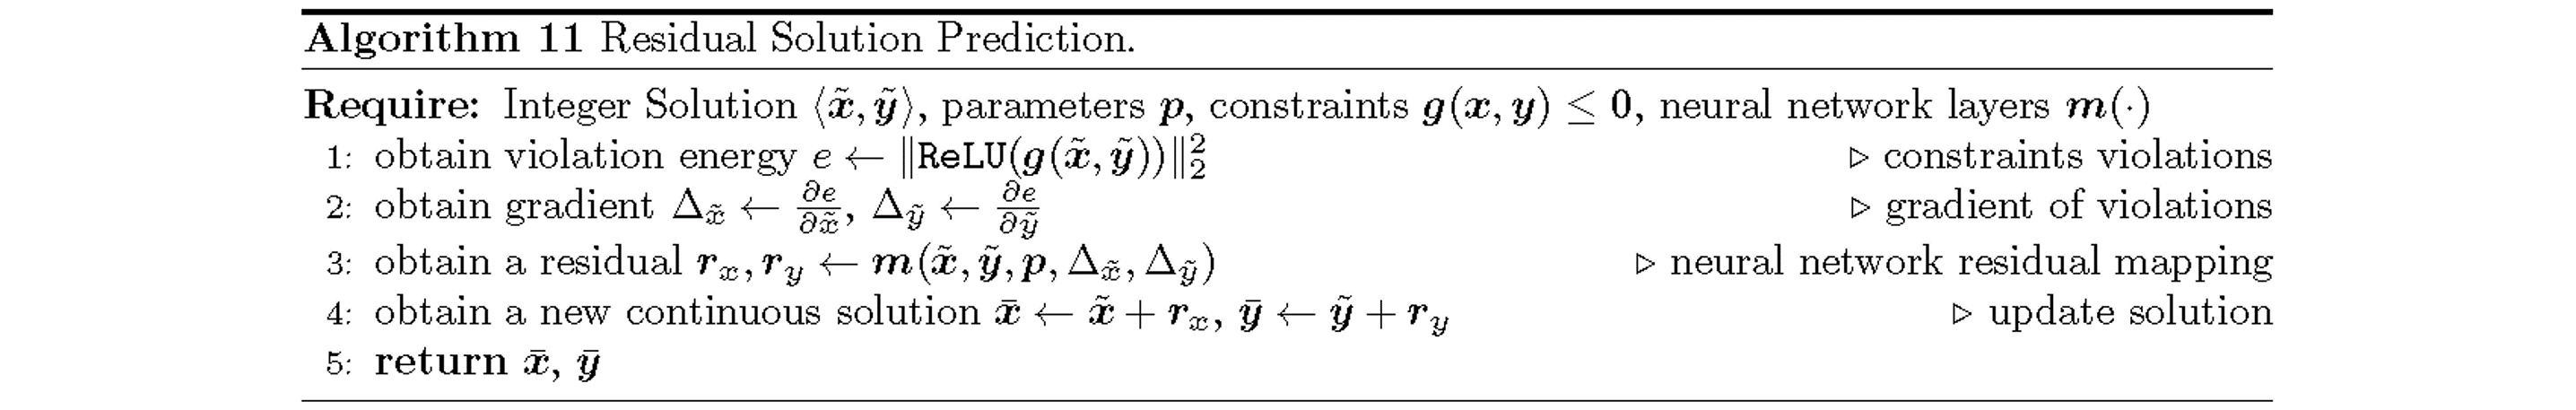 Algorithm 11 Residual Solution Prediction.
Require: Integer Solution ⟨x̃, ỹ⟩, parameters p, constraints g(x, y) ≤ 0, neural network layers m(·)
1: obtain violation energy e ← ‖ReLU(g(x̃, ỹ))‖₂² ▷ constraints violations
2: obtain gradient Δ_x̃ ← ∂e/∂x̃, Δ_ỹ ← ∂e/∂ỹ ▷ gradient of violations
3: obtain a residual r_x, r_y ← m(x̃, ỹ, p, Δ_x̃, Δ_ỹ) ▷ neural network residual mapping
4: obtain a new continuous solution x̄ ← x̃ + r_x, ȳ ← ỹ + r_y ▷ update solution
5: return x̄, ȳ